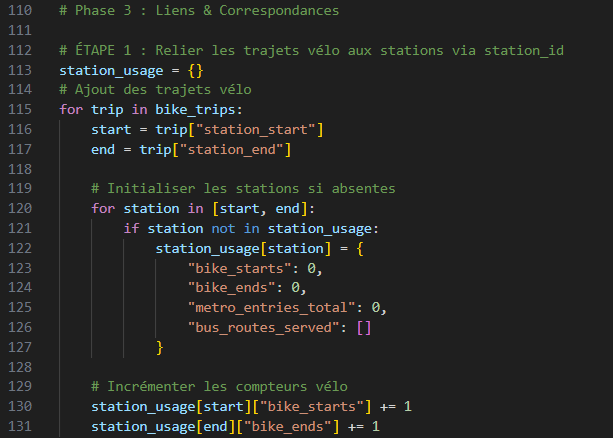 110 # Phase 3 : Liens & Correspondances
111
112 # ÉTAPE 1 : Relier les trajets vélo aux stations via station_id
113 station_usage = {}
114 # Ajout des trajets vélo
115 for trip in bike_trips:
116     start = trip["station_start"]
117     end = trip["station_end"]
118
119     # Initialiser les stations si absentes
120     for station in [start, end]:
121         if station not in station_usage:
122             station_usage[station] = {
123                 "bike_starts": 0,
124                 "bike_ends": 0,
125                 "metro_entries_total": 0,
126                 "bus_routes_served": []
127             }
128
129     # Incrémenter les compteurs vélo
130     station_usage[start]["bike_starts"] += 1
131     station_usage[end]["bike_ends"] += 1